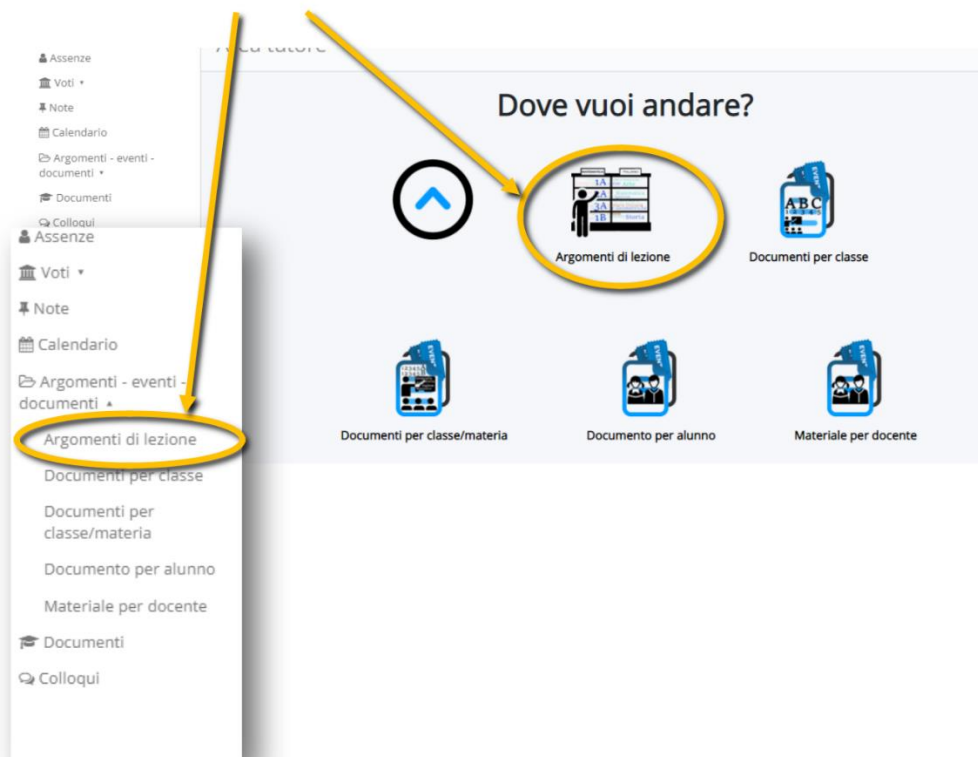 Area tutore
Assenze
Voti
Note
Calendario
Argomenti - eventi -
documenti
Documenti
Colloqui
Dove vuoi andare?
Argomenti di lezione
Documenti per classe
Documenti per classe/materia
Documento per alunno
Materiale per docente
Assenze
Voti
Note
Calendario
Argomenti - eventi -
documenti
Argomenti di lezione
Documenti per classe
Documenti per
classe/materia
Documento per alunno
Materiale per docente
Documenti
Colloqui